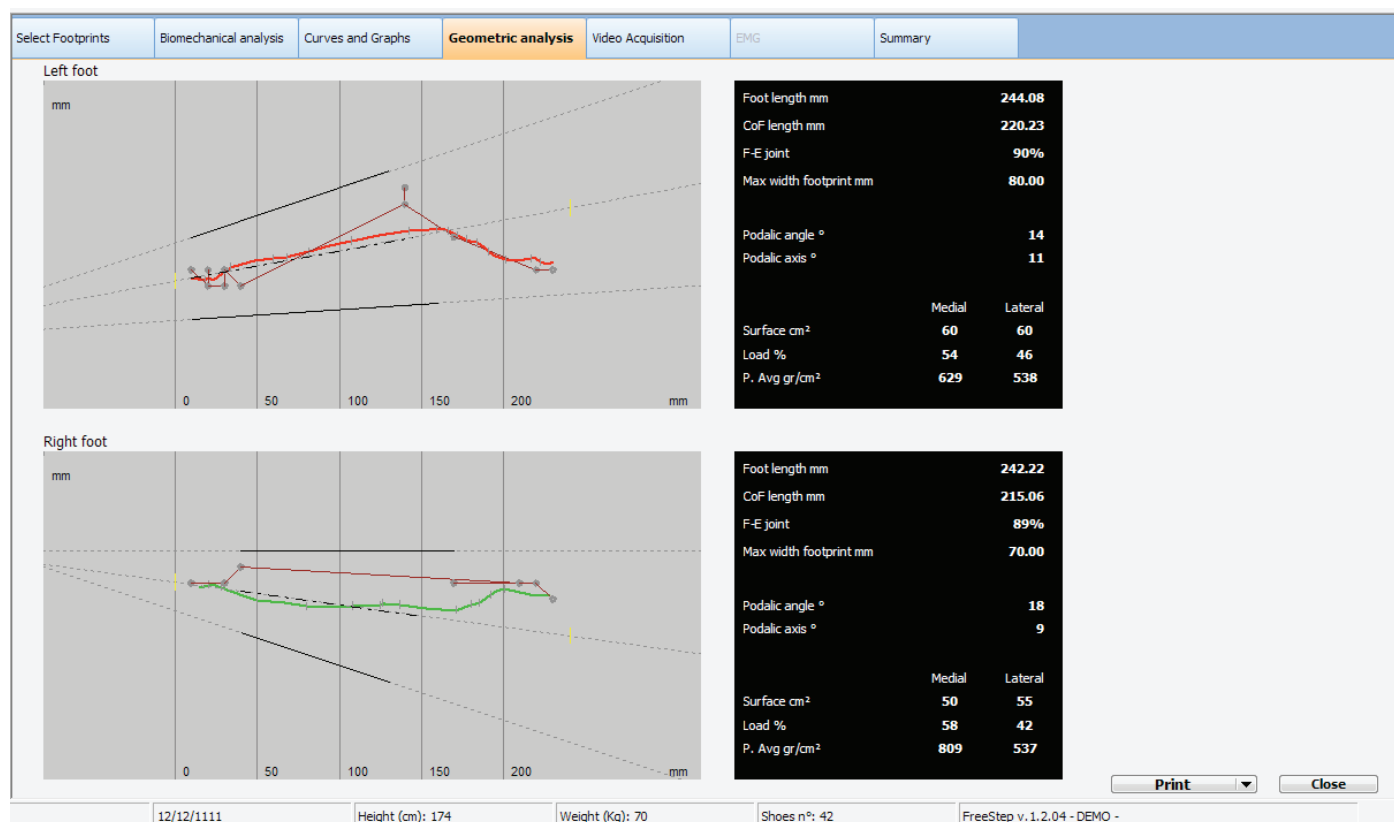 Select Footprints Biomechanical analysis Curves and Graphs Geometric analysis Video Acquisition EMG Summary
Left foot
mm
0 50 100 150 200 mm
Foot length mm 244.08
CoF length mm 220.23
F-E joint 90%
Max width footprint mm 80.00
Podalic angle ° 14
Podalic axis ° 11
Medial Lateral
Surface cm² 60 60
Load % 54 46
P. Avg gr/cm² 629 538
Right foot
mm
0 50 100 150 200 mm
Foot length mm 242.22
CoF length mm 215.06
F-E joint 89%
Max width footprint mm 70.00
Podalic angle ° 18
Podalic axis ° 9
Medial Lateral
Surface cm² 50 55
Load % 58 42
P. Avg gr/cm² 809 537
Print Close
12/12/1111 Height (cm): 174 Weight (Kg): 70 Shoes n°: 42 FreeStep v.1.2.04 - DEMO -